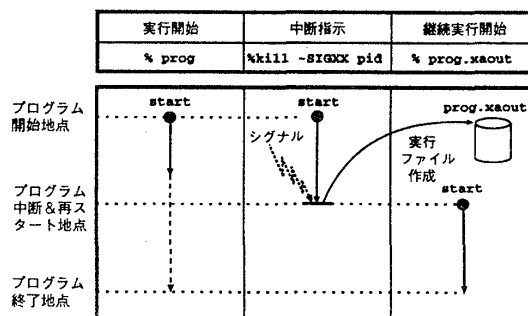 実行開始
中断指示
継続実行開始
% prog
%kill -SIGXX pid
% prog.xaout
プログラム
開始地点
start
start
prog.xaout
シグナル
実行
ファイル
作成
プログラム
中断＆再ス
タート地点
start
プログラム
終了地点